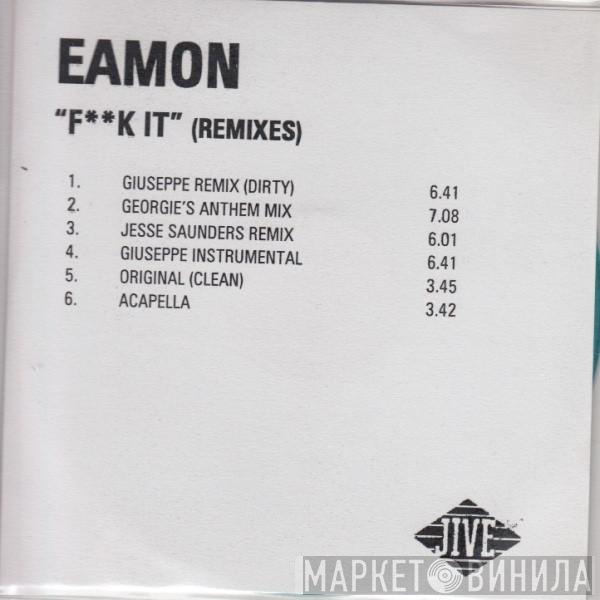 EAMON
"F**K IT" (REMIXES)
1. GIUSEPPE REMIX (DIRTY) 6.41
2. GEORGIE'S ANTHEM MIX 7.08
3. JESSE SAUNDERS REMIX 6.01
4. GIUSEPPE INSTRUMENTAL 6.41
5. ORIGINAL (CLEAN) 3.45
6. ACAPELLA 3.42
JIVE
МАРКЕТ ВИНИЛА